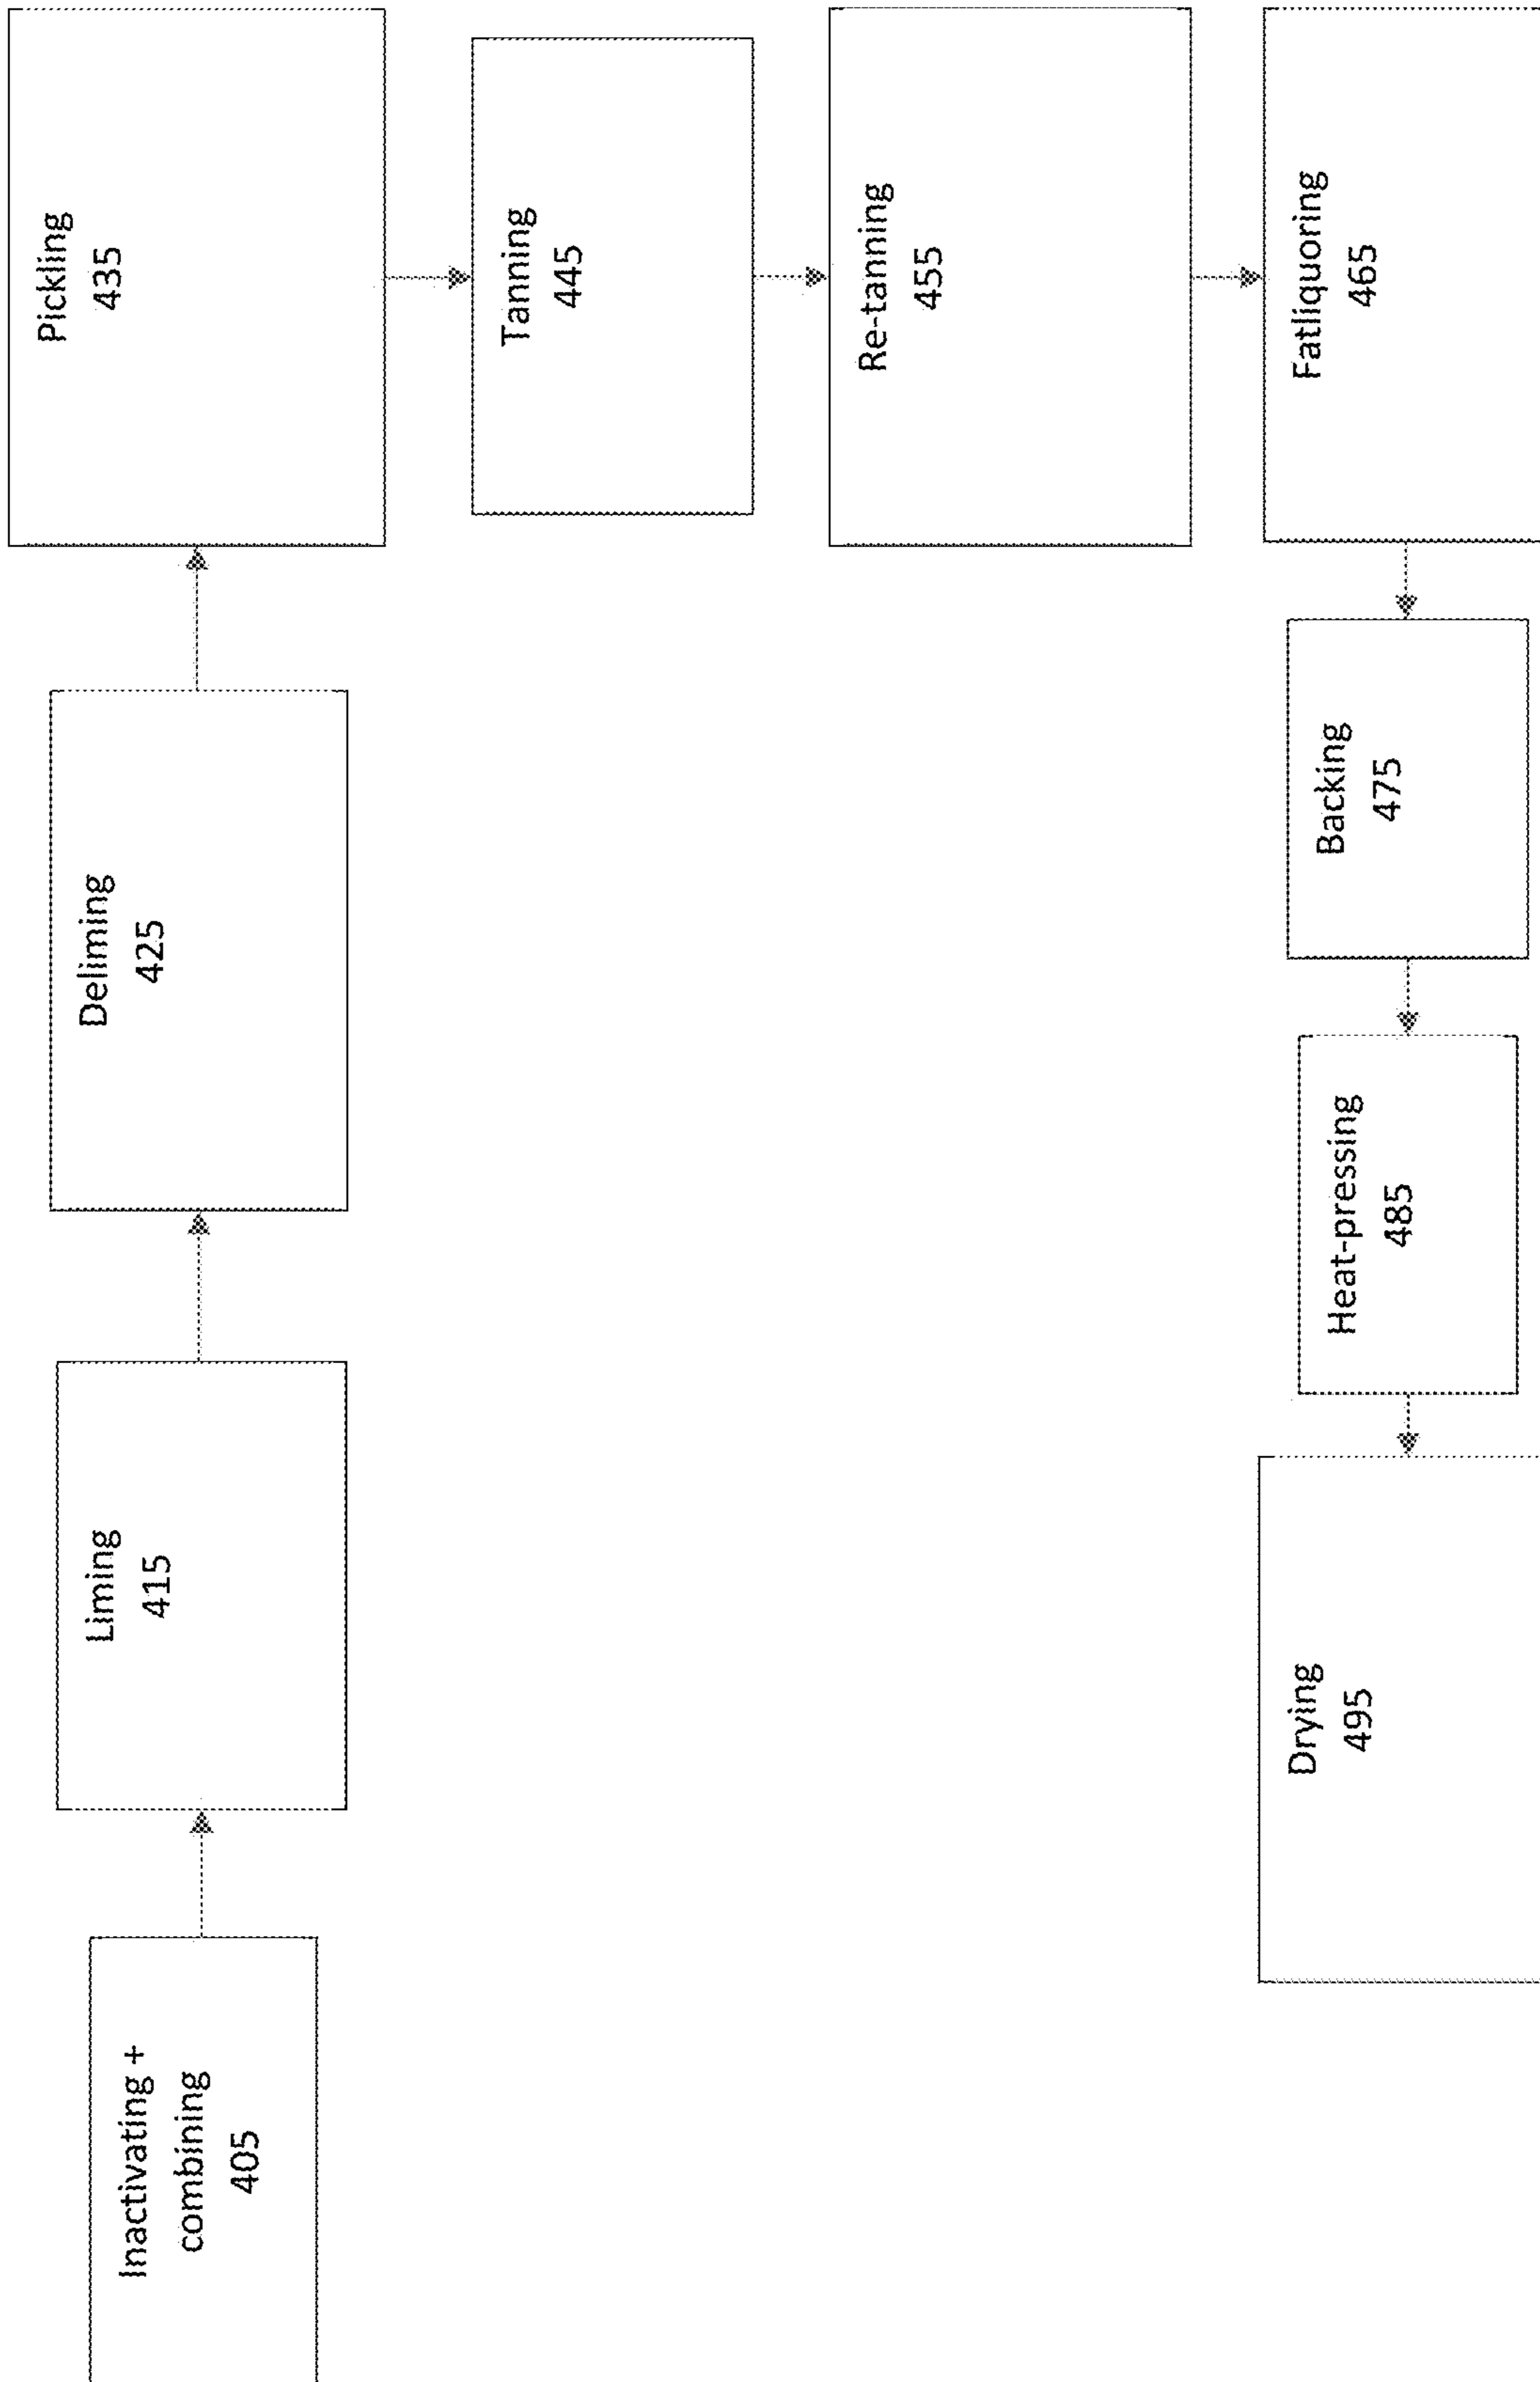 Inactivating +
combining
405
Liming
415
Deliming
425
Pickling
435
Tanning
445
Re-tanning
455
Fatliquoring
465
Backing
475
Heat-pressing
485
Drying
495